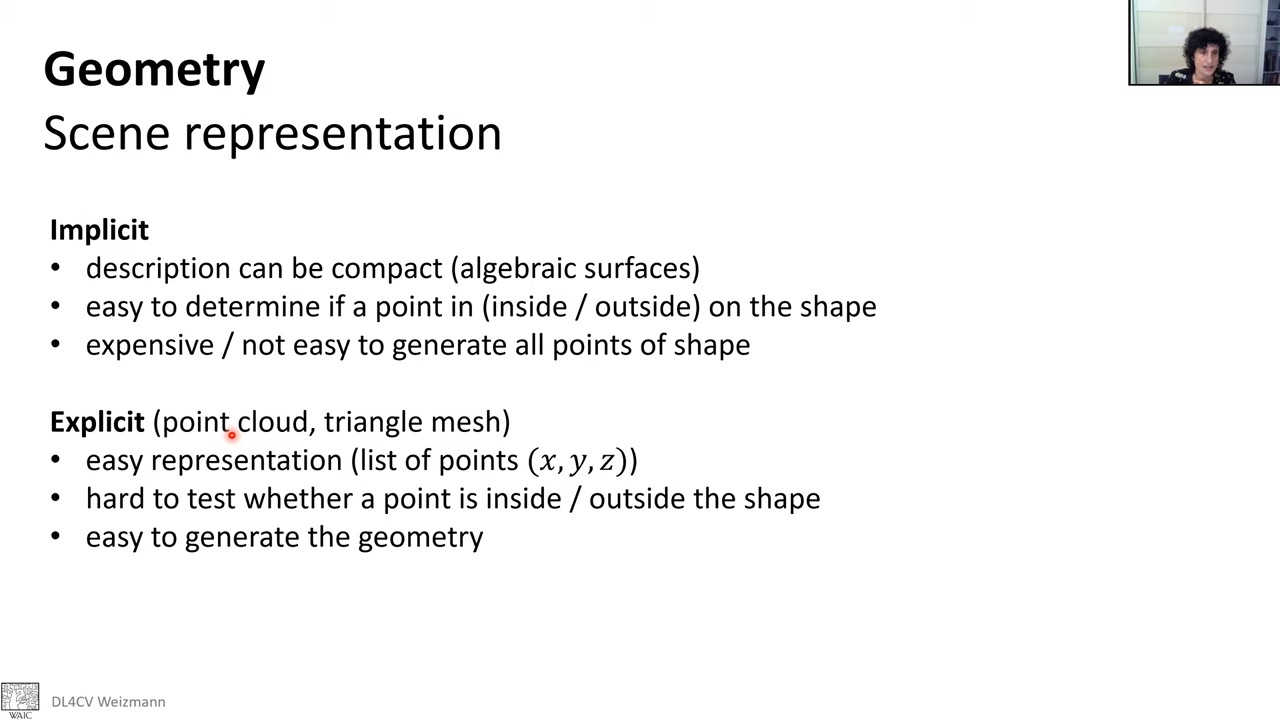 Geometry
Scene representation
Implicit
• description can be compact (algebraic surfaces)
• easy to determine if a point in (inside / outside) on the shape
• expensive / not easy to generate all points of shape
Explicit (point cloud, triangle mesh)
• easy representation (list of points (x, y, z))
• hard to test whether a point is inside / outside the shape
• easy to generate the geometry
WAIC
DL4CV Weizmann